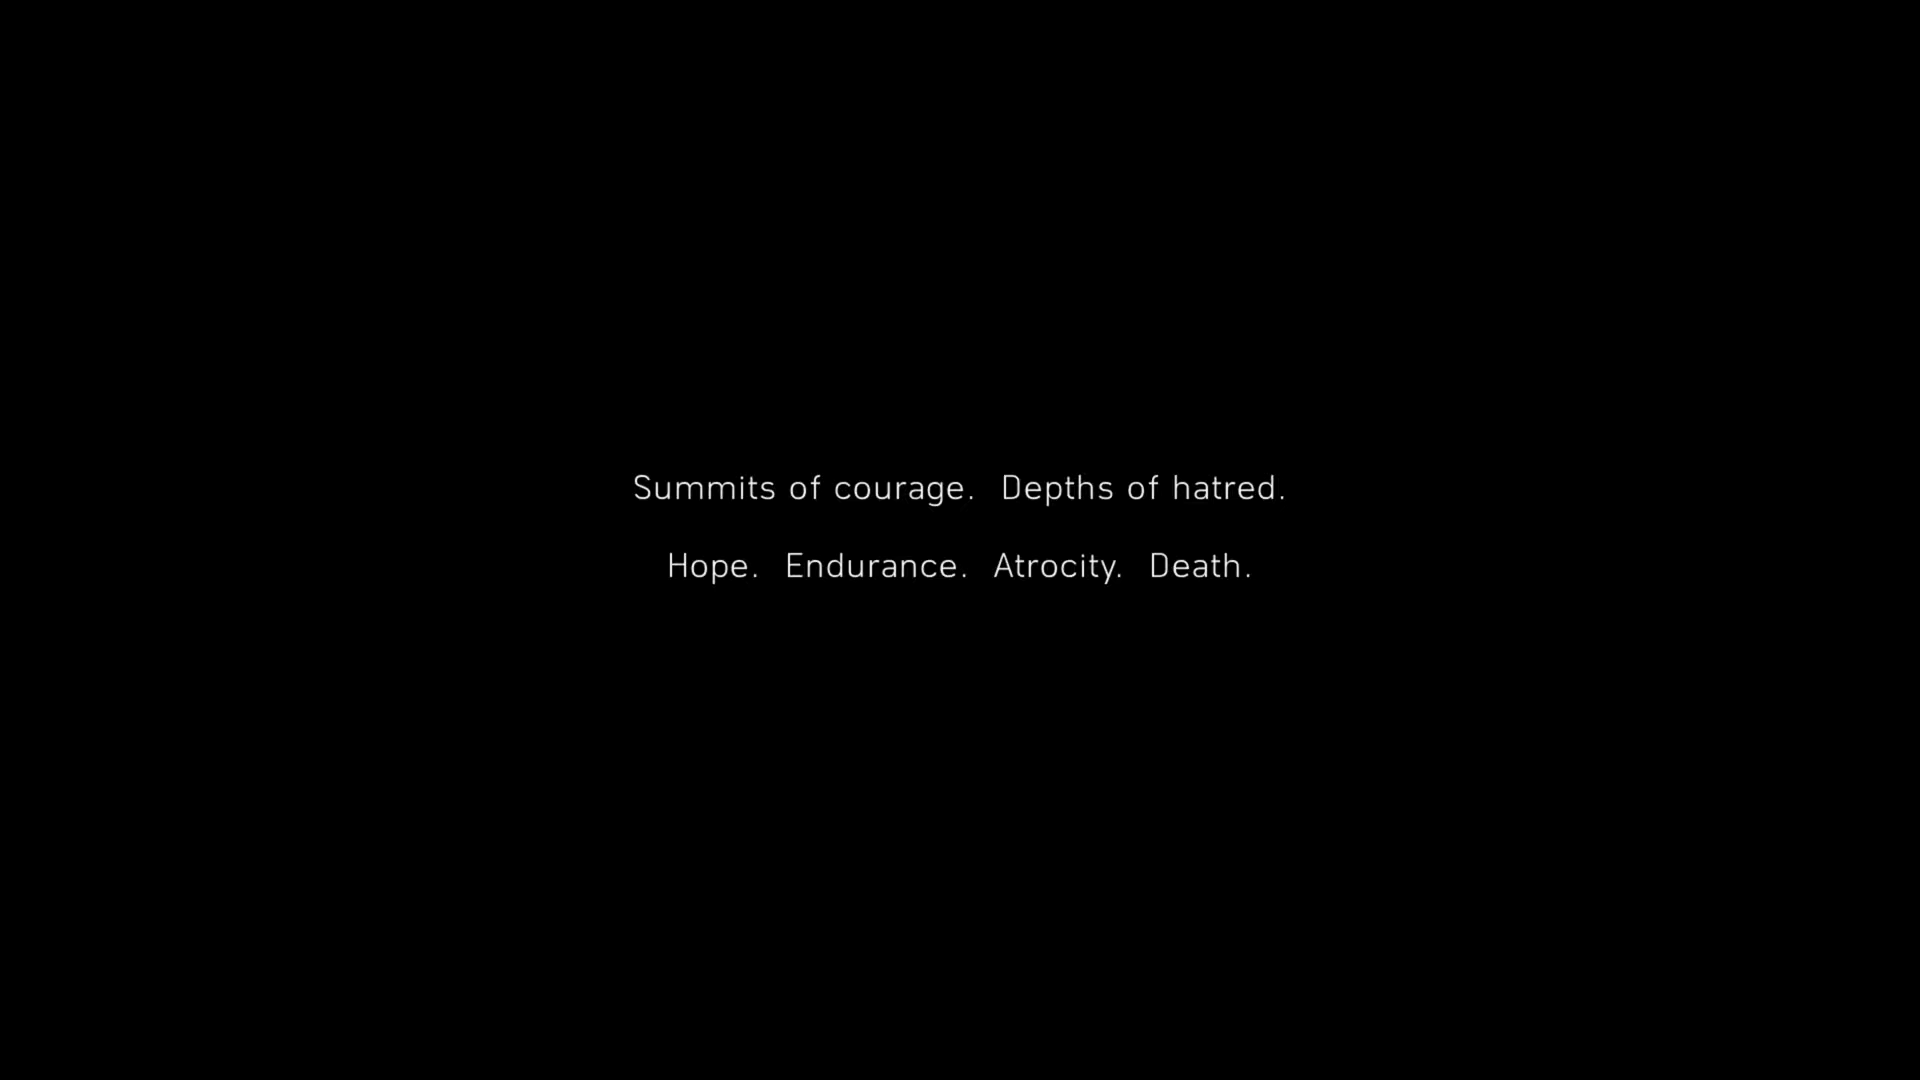 Summits of courage.  Depths of hatred.
Hope.  Endurance.  Atrocity.  Death.